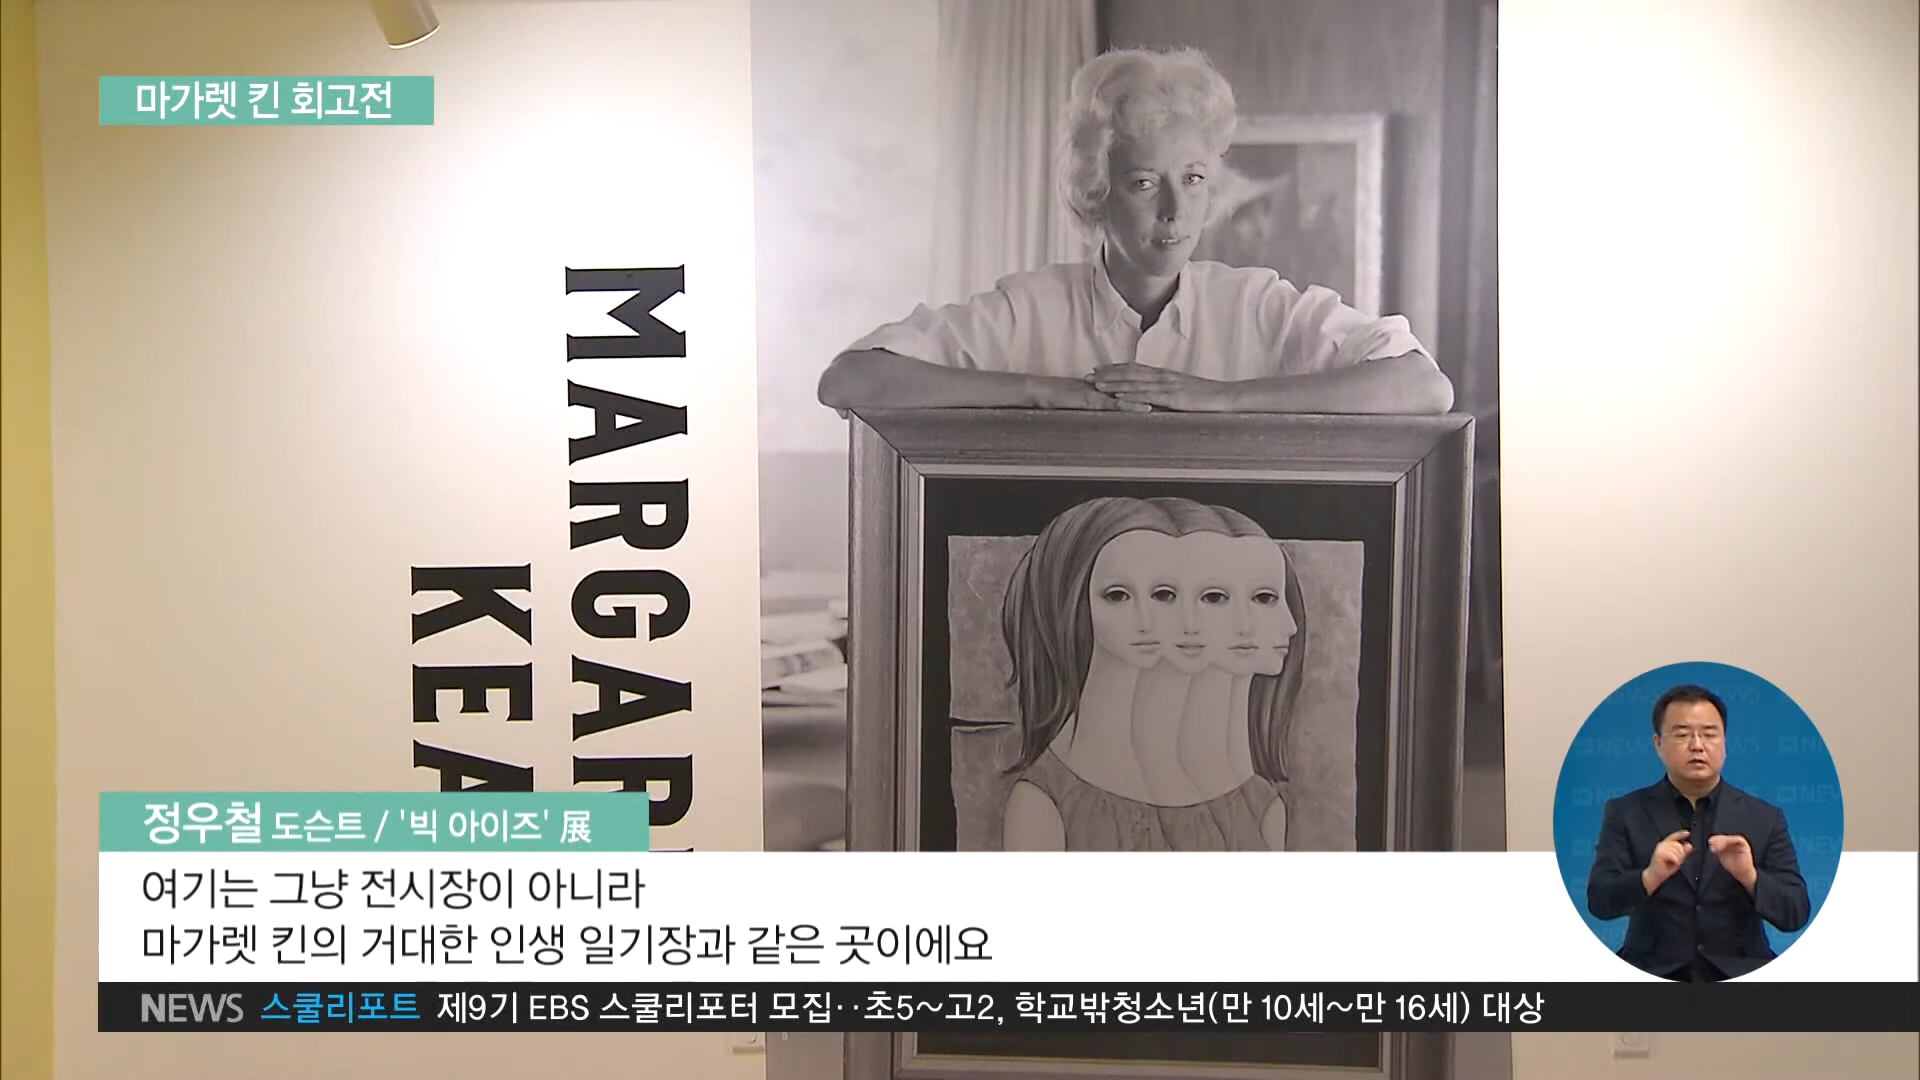 마가렛 킨 회고전
MARGAR
KEA
정우철 도슨트 / '빅 아이즈' 展
여기는 그냥 전시장이 아니라
마가렛 킨의 거대한 인생 일기장과 같은 곳이에요
NEWS 스쿨리포트 제9기 EBS 스쿨리포터 모집‥초5~고2, 학교밖청소년(만 10세~만 16세) 대상